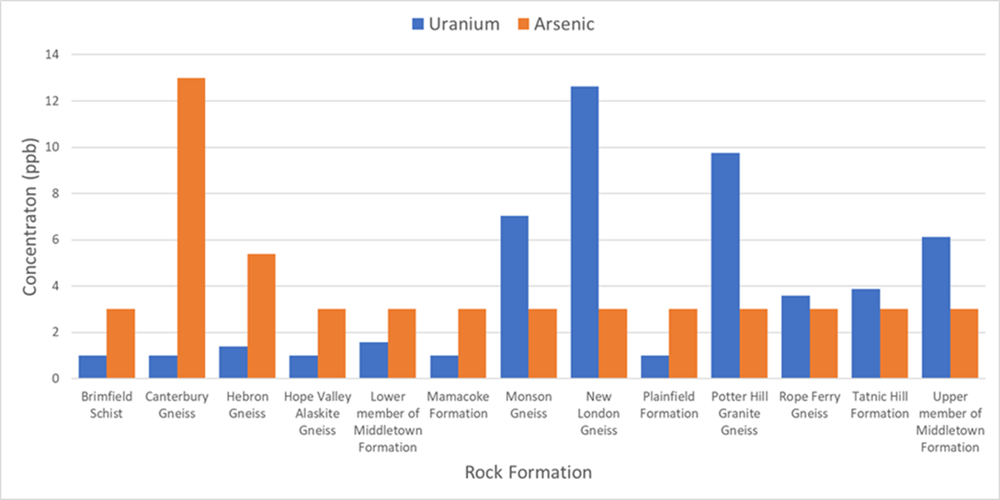 Uranium Arsenic
14
12
10
8
6
4
2
0
Concentraton (ppb)
Brimfield
Schist
Canterbury
Gneiss
Hebron
Gneiss
Hope Valley
Alaskite
Gneiss
Lower
member of
Middletown
Formation
Mamacoke
Formation
Monson
Gneiss
New
London
Gneiss
Plainfield
Formation
Potter Hill
Granite
Gneiss
Rope Ferry
Gneiss
Tatnic Hill
Formation
Upper
member of
Middletown
Formation
Rock Formation